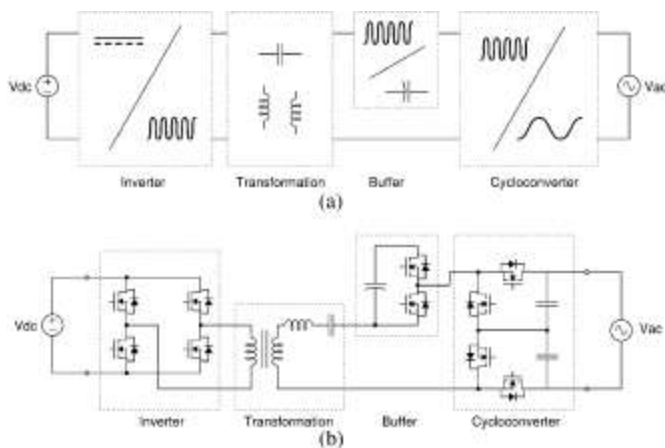 Vdc
Vac
Inverter
Transformation
Buffer
Cycloconverter
(a)
Vdc
Vac
Inverter
Transformation
Buffer
Cycloconverter
(b)